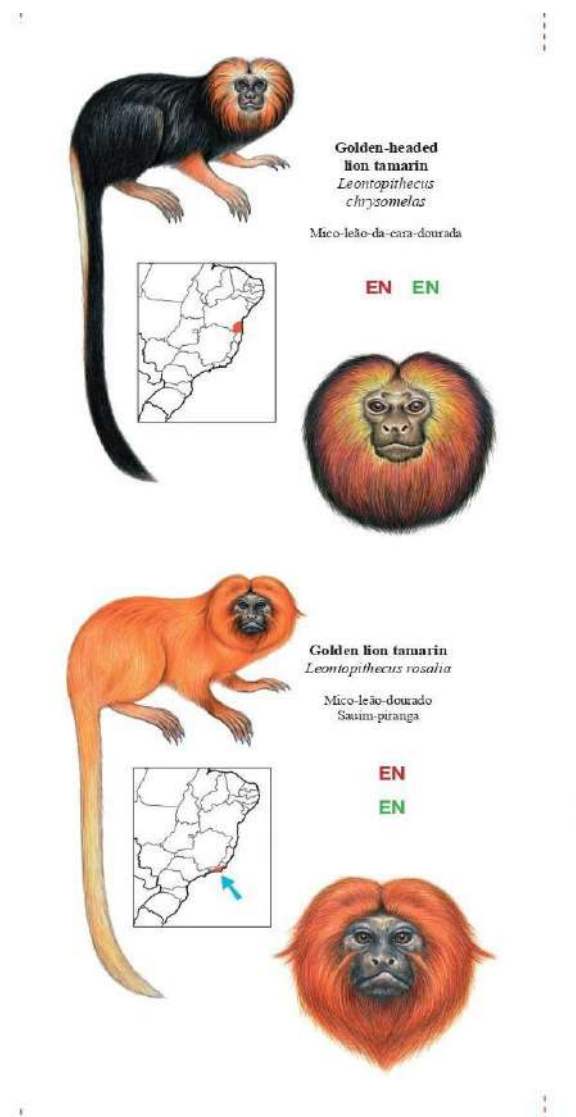 Golden-headed
lion tamarin
Leontopithecus
chrysomelas
Mico-leão-da-cara-dourada
EN EN
Golden lion tamarin
Leontopithecus rosalia
Mico-leão-dourado
Sauim-piranga
EN
EN